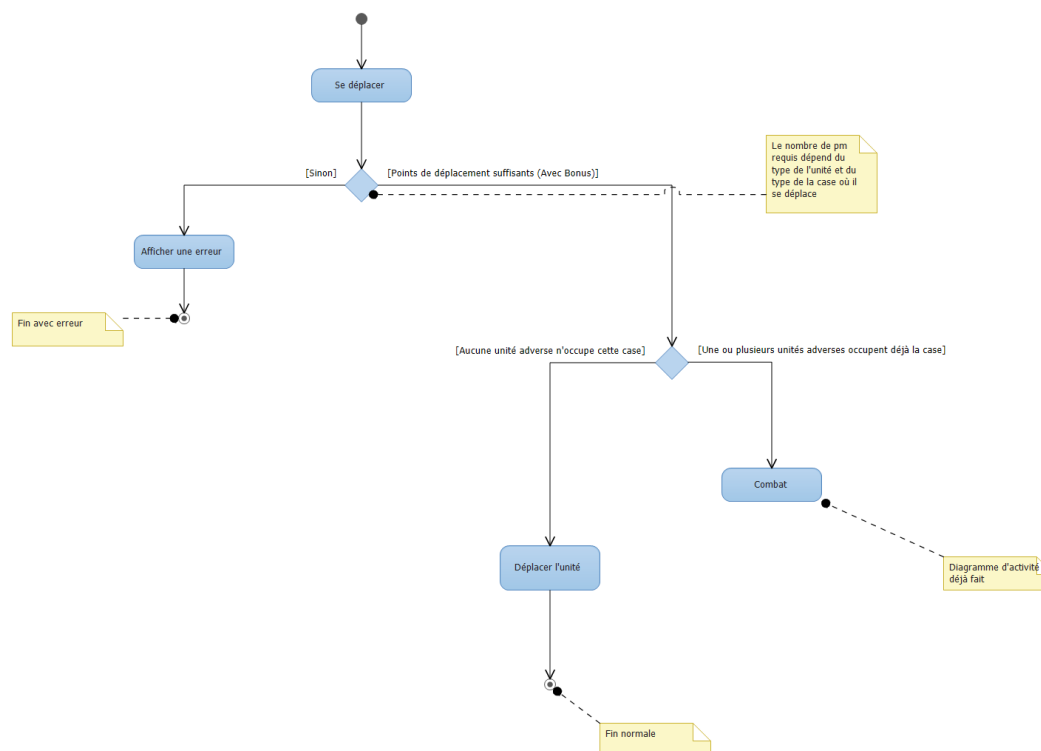 Se déplacer
Le nombre de pm
requis dépend du
type de l'unité et du
type de la case où il
se déplace
[Sinon]
[Points de déplacement suffisants (Avec Bonus)]
Afficher une erreur
Fin avec erreur
[Aucune unité adverse n'occupe cette case]
[Une ou plusieurs unités adverses occupent déjà la case]
Combat
Déplacer l'unité
Diagramme d'activité
déjà fait
Fin normale